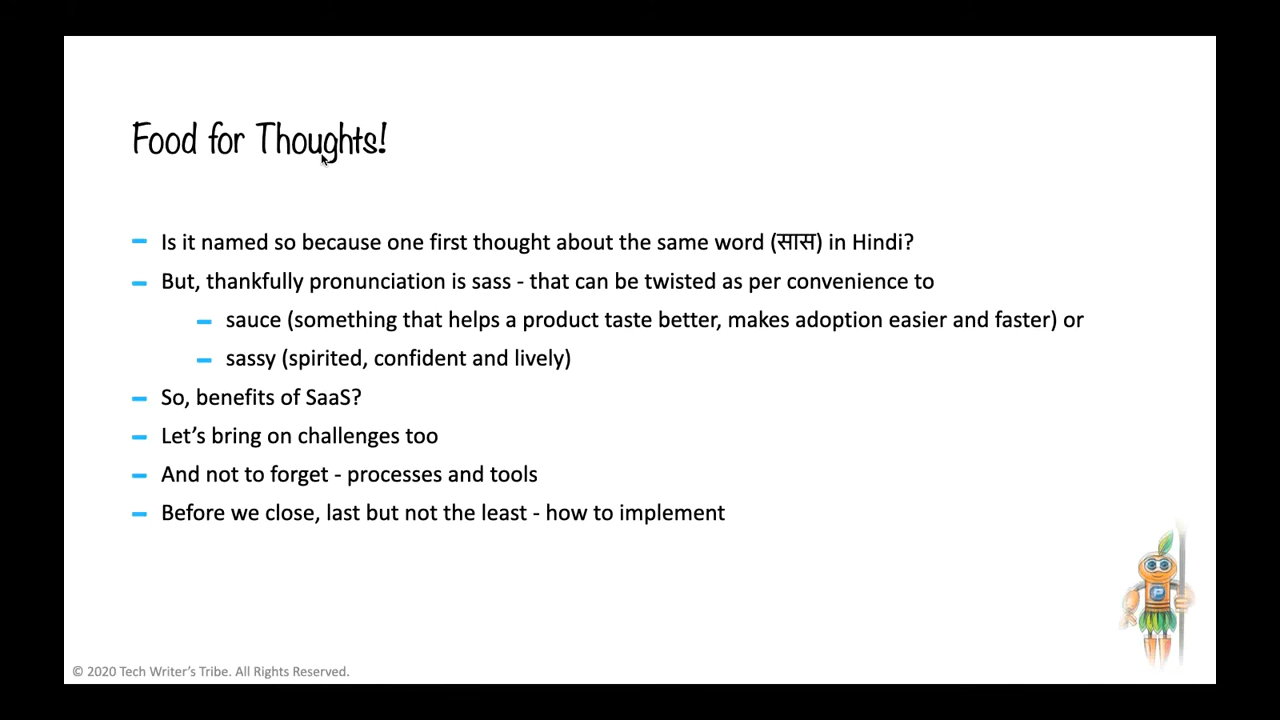 Food for Thoughts!
Is it named so because one first thought about the same word (सास) in Hindi?
But, thankfully pronunciation is sass - that can be twisted as per convenience to
sauce (something that helps a product taste better, makes adoption easier and faster) or
sassy (spirited, confident and lively)
So, benefits of SaaS?
Let’s bring on challenges too
And not to forget - processes and tools
Before we close, last but not the least - how to implement
P
© 2020 Tech Writer’s Tribe. All Rights Reserved.